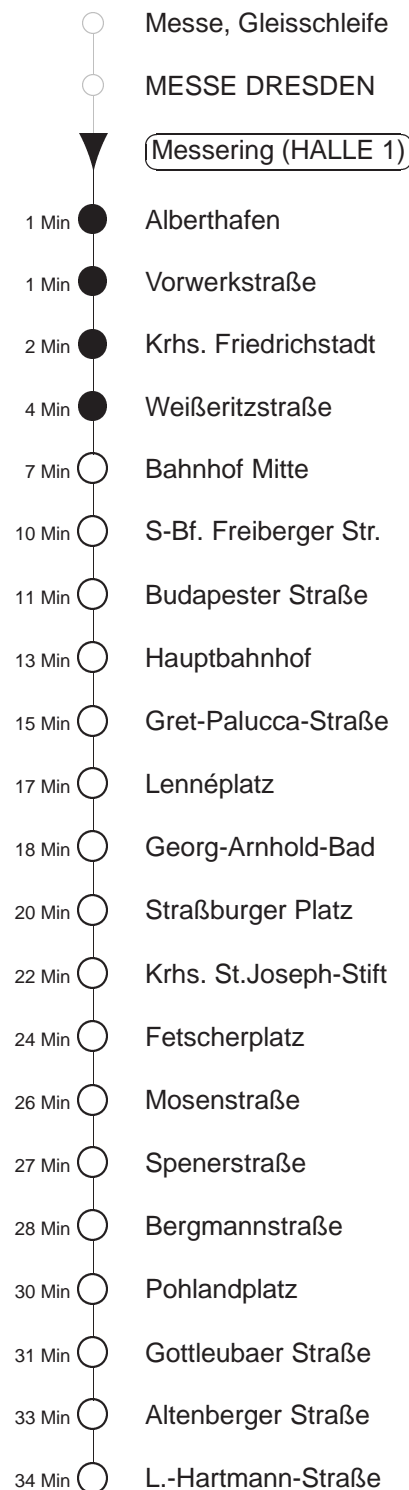 Messe, Gleisschleife
MESSE DRESDEN
Messering (HALLE 1)
1 Min Alberthafen
1 Min Vorwerkstraße
2 Min Krhs. Friedrichstadt
4 Min Weißeritzstraße
7 Min Bahnhof Mitte
10 Min S-Bf. Freiberger Str.
11 Min Budapester Straße
13 Min Hauptbahnhof
15 Min Gret-Palucca-Straße
17 Min Lennéplatz
18 Min Georg-Arnhold-Bad
20 Min Straßburger Platz
22 Min Krhs. St.Joseph-Stift
24 Min Fetscherplatz
26 Min Mosenstraße
27 Min Spenerstraße
28 Min Bergmannstraße
30 Min Pohlandplatz
31 Min Gottleubaer Straße
33 Min Altenberger Straße
34 Min L.-Hartmann-Straße